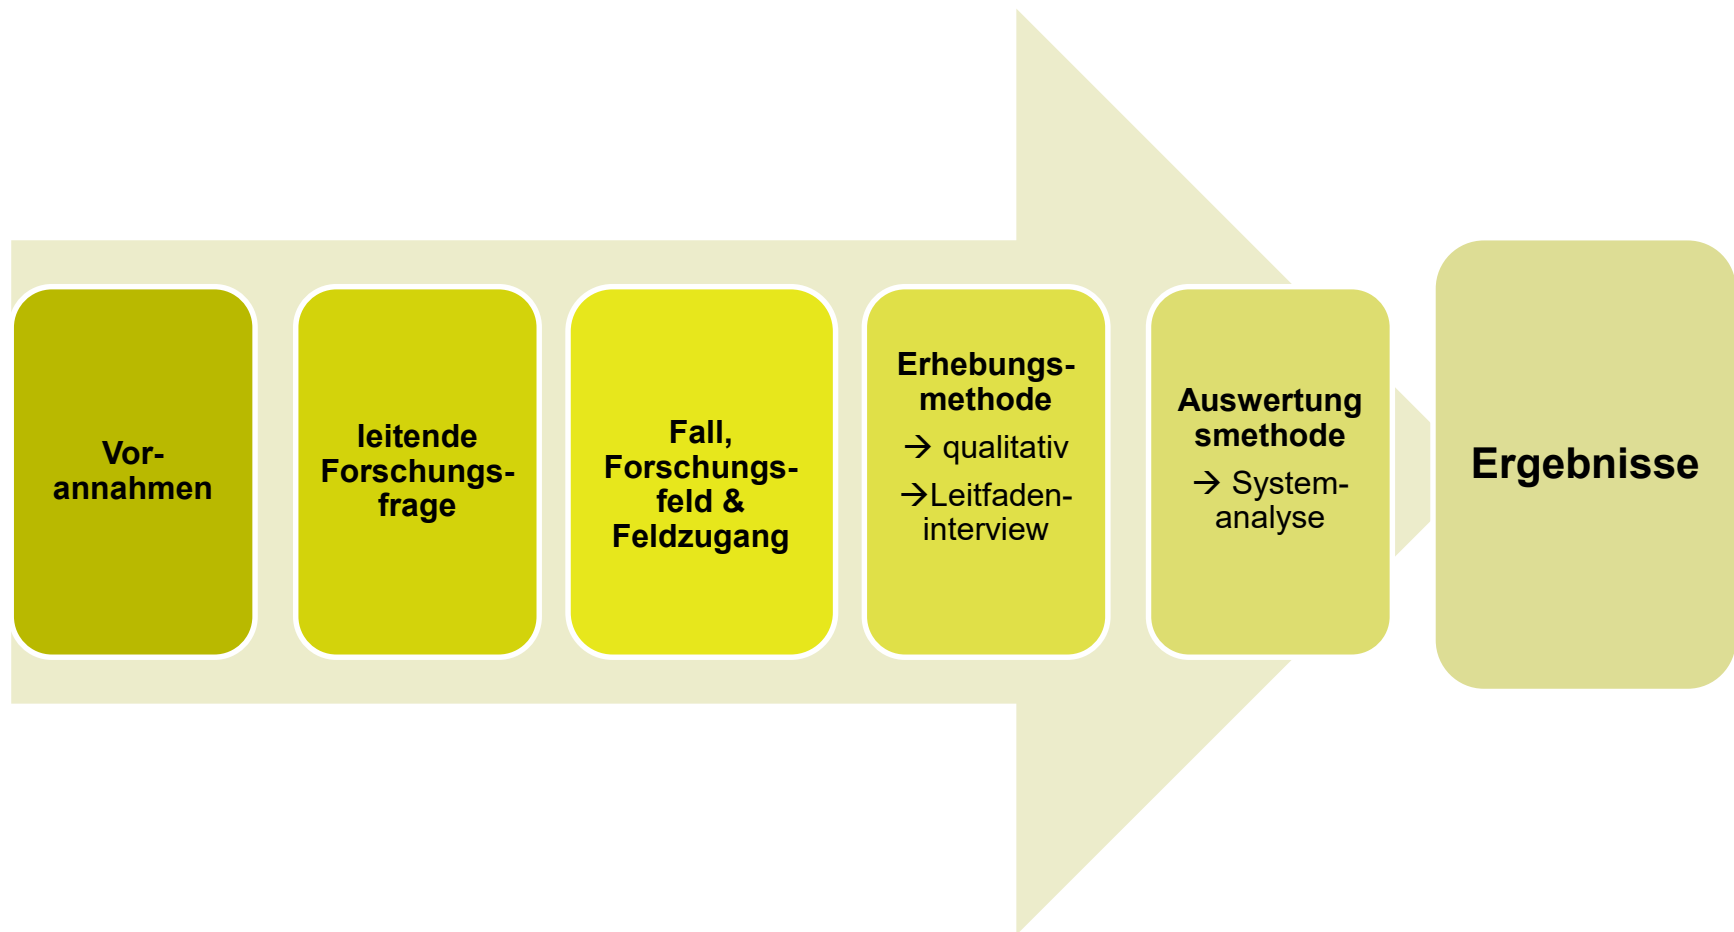 Vor-
annahmen
leitende
Forschungs-
frage
Fall,
Forschungs-
feld &
Feldzugang
Erhebungs-
methode
→ qualitativ
→Leitfaden-
interview
Auswertung
smethode
→ System-
analyse
Ergebnisse